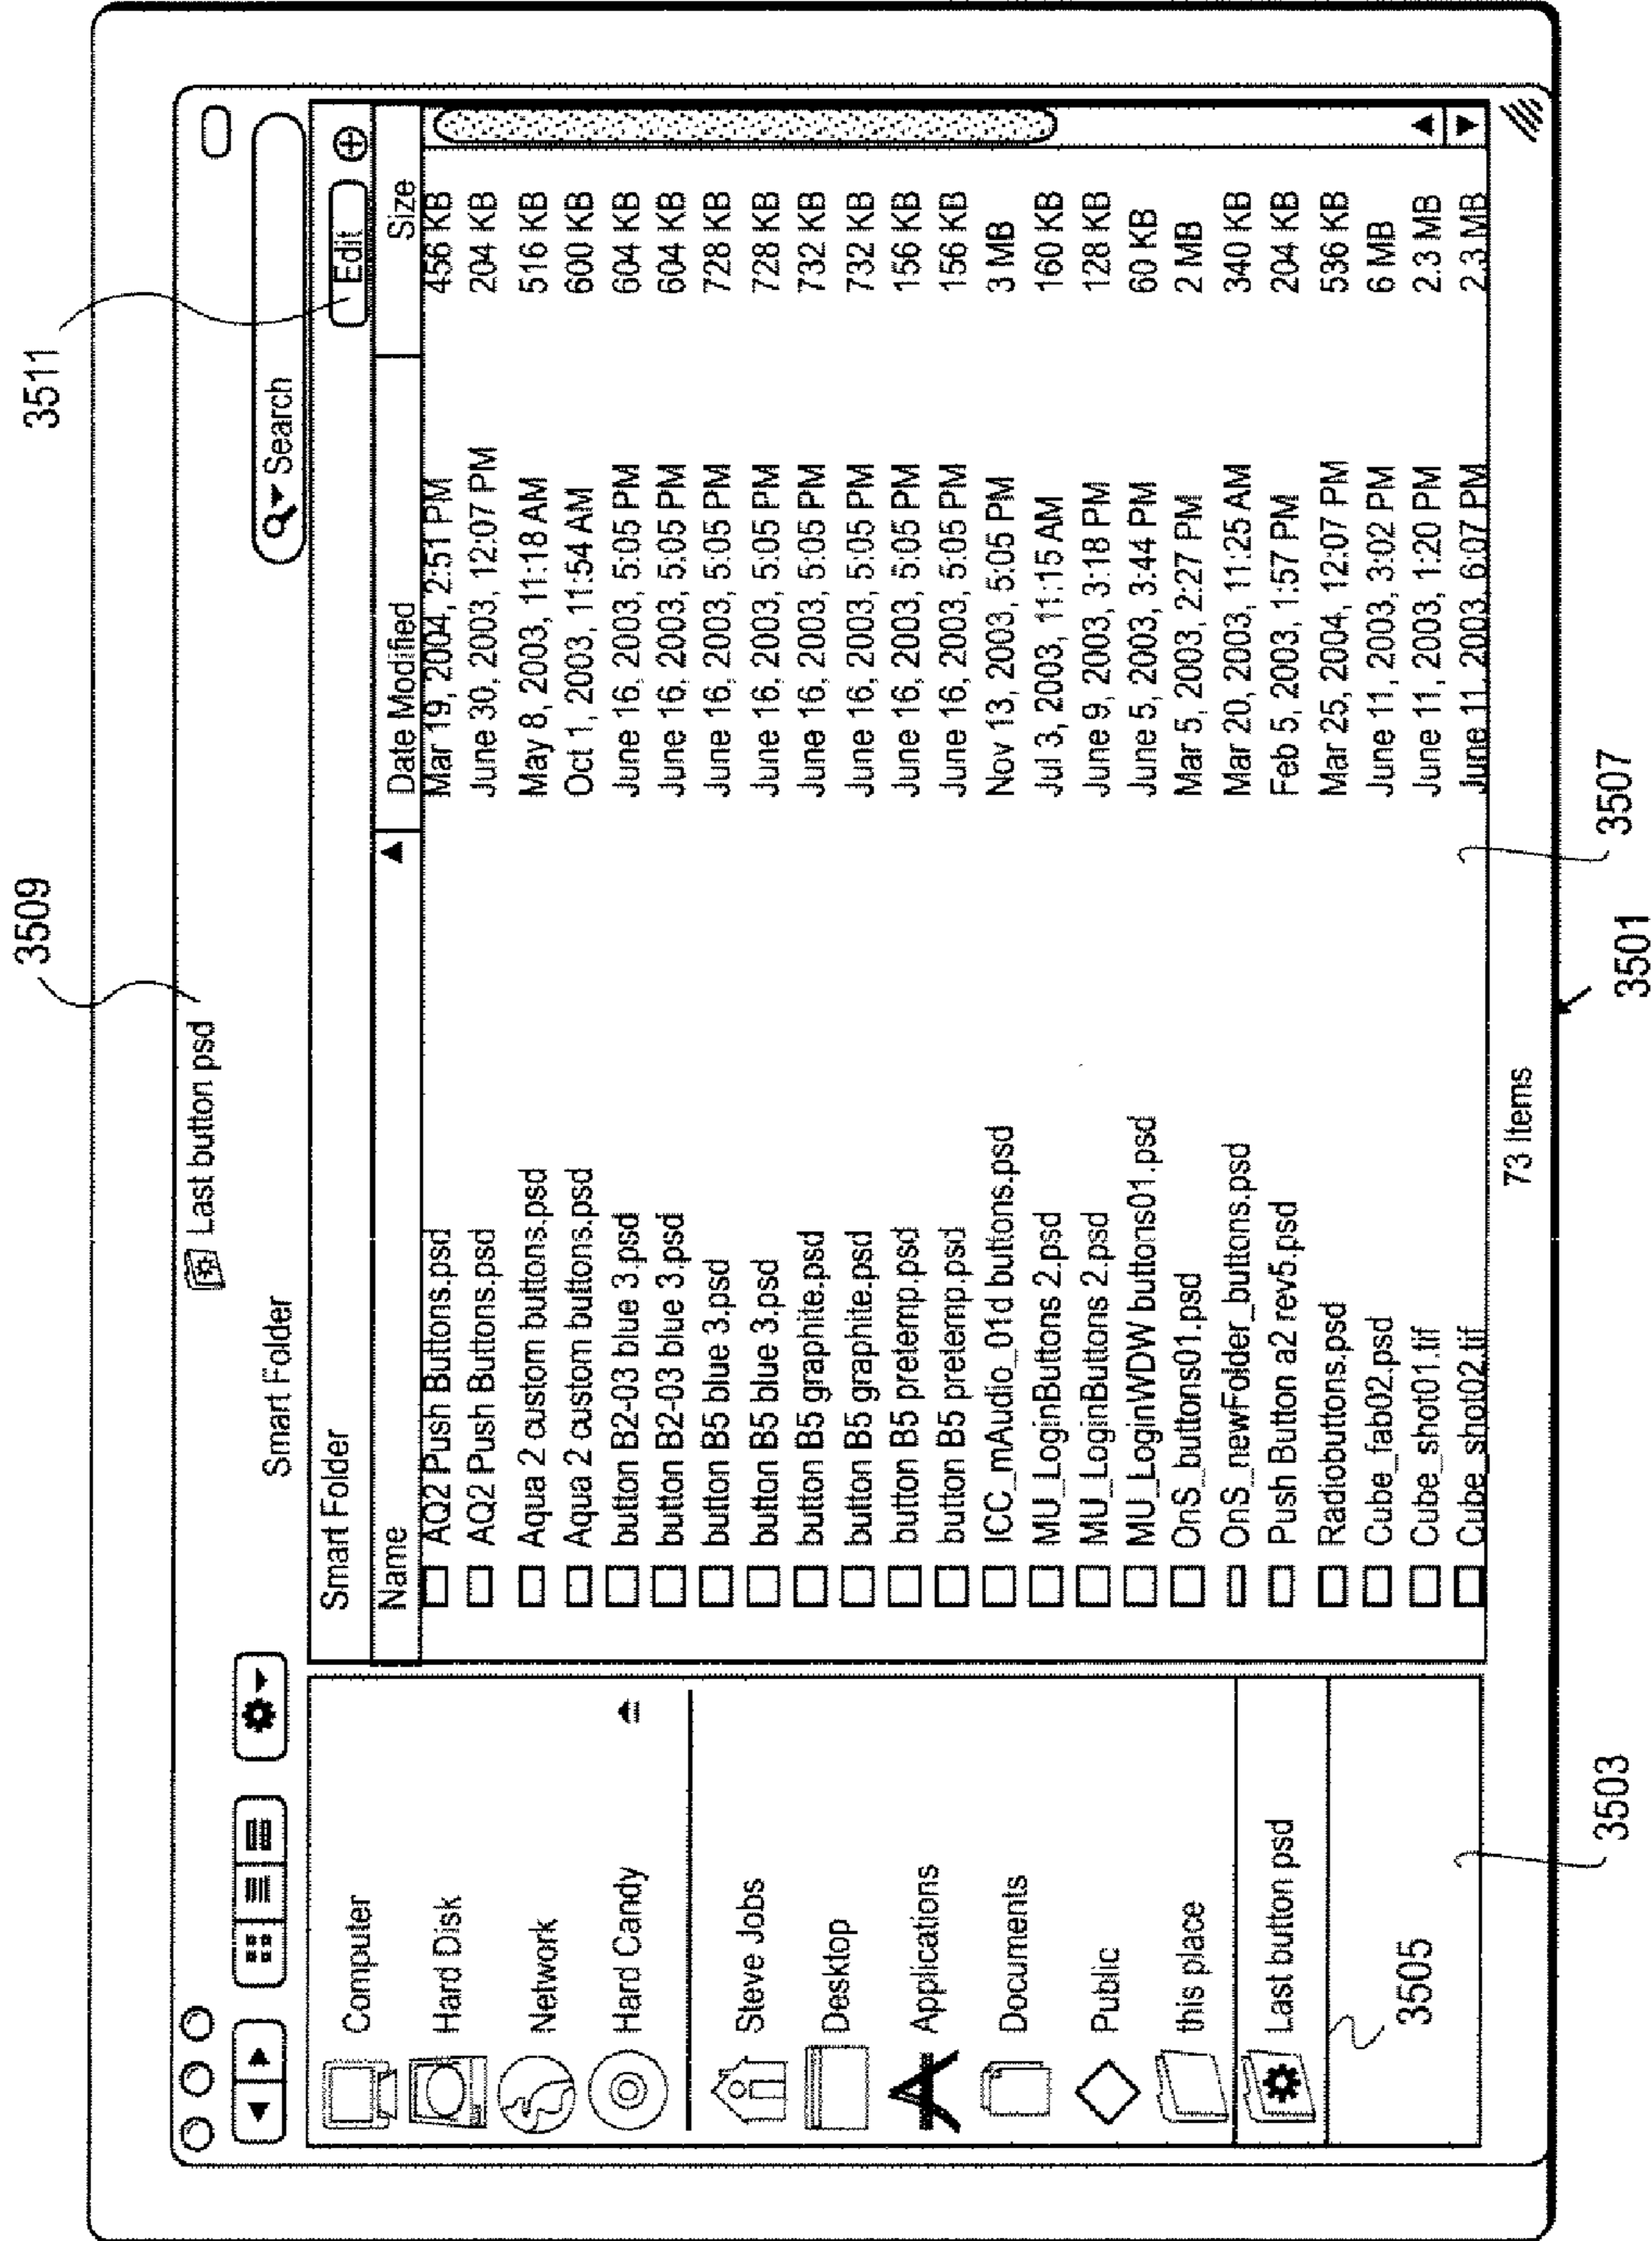 3509
3511
Last button psd
Smart Folder
Search
Smart Folder
Edit
Name
Date Modified
Size
Computer
Hard Disk
Network
Hard Candy
Steve Jobs
Desktop
Applications
Documents
Public
this place
Last button psd
AQ2 Push Buttons.psd Mar 19, 2004, 2:51 PM 456 KB
AQ2 Push Buttons.psd June 30, 2003, 12:07 PM 204 KB
Aqua 2 custom buttons.psd May 8, 2003, 11:18 AM 516 KB
Aqua 2 custom buttons.psd Oct 1, 2003, 11:54 AM 600 KB
button B2-03 blue 3.psd June 16, 2003, 5:05 PM 604 KB
button B2-03 blue 3.psd June 16, 2003, 5:05 PM 604 KB
button B5 blue 3.psd June 16, 2003, 5:05 PM 728 KB
button B5 blue 3.psd June 16, 2003, 5:05 PM 728 KB
button B5 graphite.psd June 16, 2003, 5:05 PM 732 KB
button B5 graphite.psd June 16, 2003, 5:05 PM 732 KB
button B5 pretemp.psd June 16, 2003, 5:05 PM 156 KB
button B5 pretemp.psd June 16, 2003, 5:05 PM 156 KB
ICC_mAudio_01d buttons.psd Nov 13, 2003, 5:05 PM 3 MB
MU_LoginButtons 2.psd Jul 3, 2003, 11:15 AM 160 KB
MU_LoginButtons 2.psd June 9, 2003, 3:18 PM 128 KB
MU_LoginWDW buttons01.psd June 5, 2003, 3:44 PM 60 KB
OnS_buttons01.psd Mar 5, 2003, 2:27 PM 2 MB
OnS_newFolder_buttons.psd Mar 20, 2003, 11:25 AM 340 KB
Push Button a2 rev5.psd Feb 5, 2003, 1:57 PM 204 KB
Radiobuttons.psd Mar 25, 2004, 12:07 PM 536 KB
Cube_fab02.psd June 11, 2003, 3:02 PM 6 MB
Cube_shot01.tif June 11, 2003, 1:20 PM 2.3 MB
Cube_shot02.tif June 11, 2003, 6:07 PM 2.3 MB
73 Items
3505
3503
3501
3507